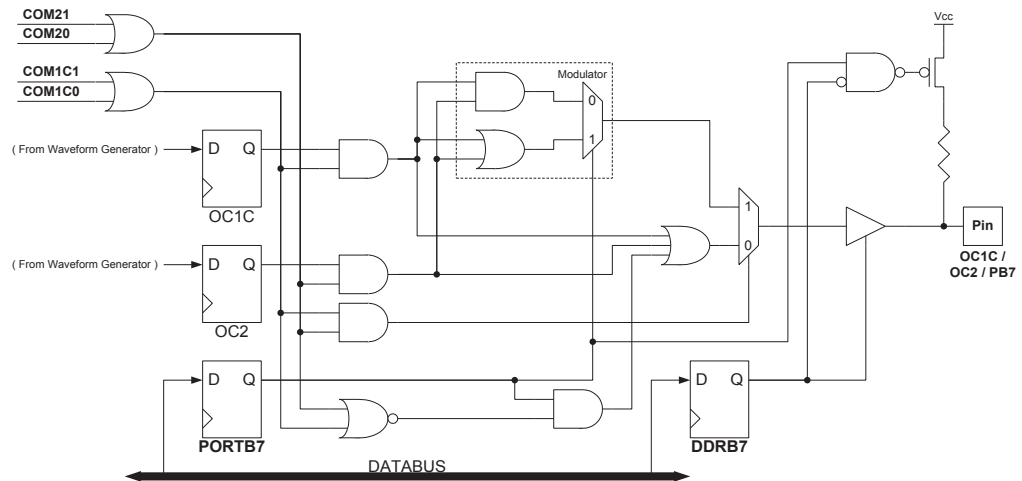 COM21
COM20
Vcc
COM1C1
COM1C0
Modulator
0
1
( From Waveform Generator )
D Q
OC1C
1
0
Pin
OC1C /
OC2 / PB7
( From Waveform Generator )
D Q
OC2
D Q
PORTB7
D Q
DDRB7
DATABUS